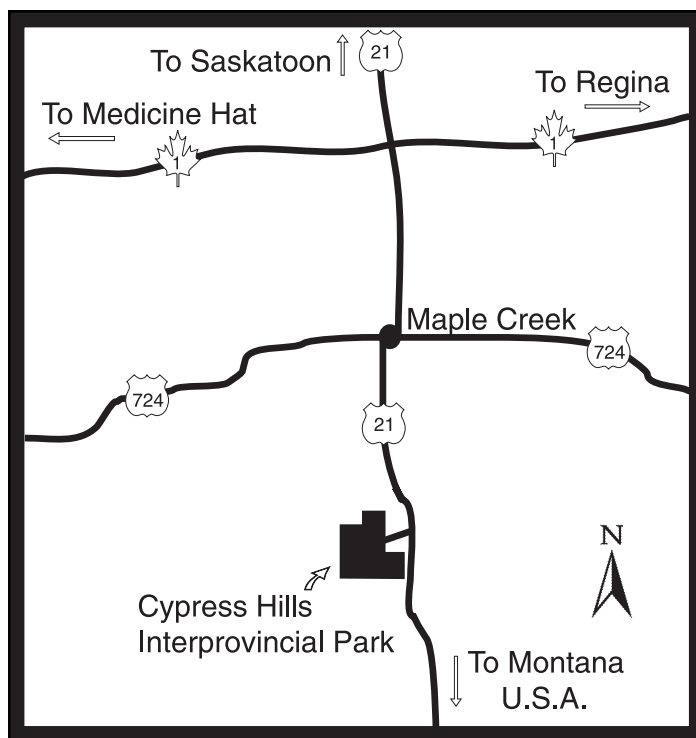 21
To Saskatoon
To Regina
To Medicine Hat
1
1
Maple Creek
724
724
21
N
Cypress Hills
Interprovincial Park
To Montana
U.S.A.